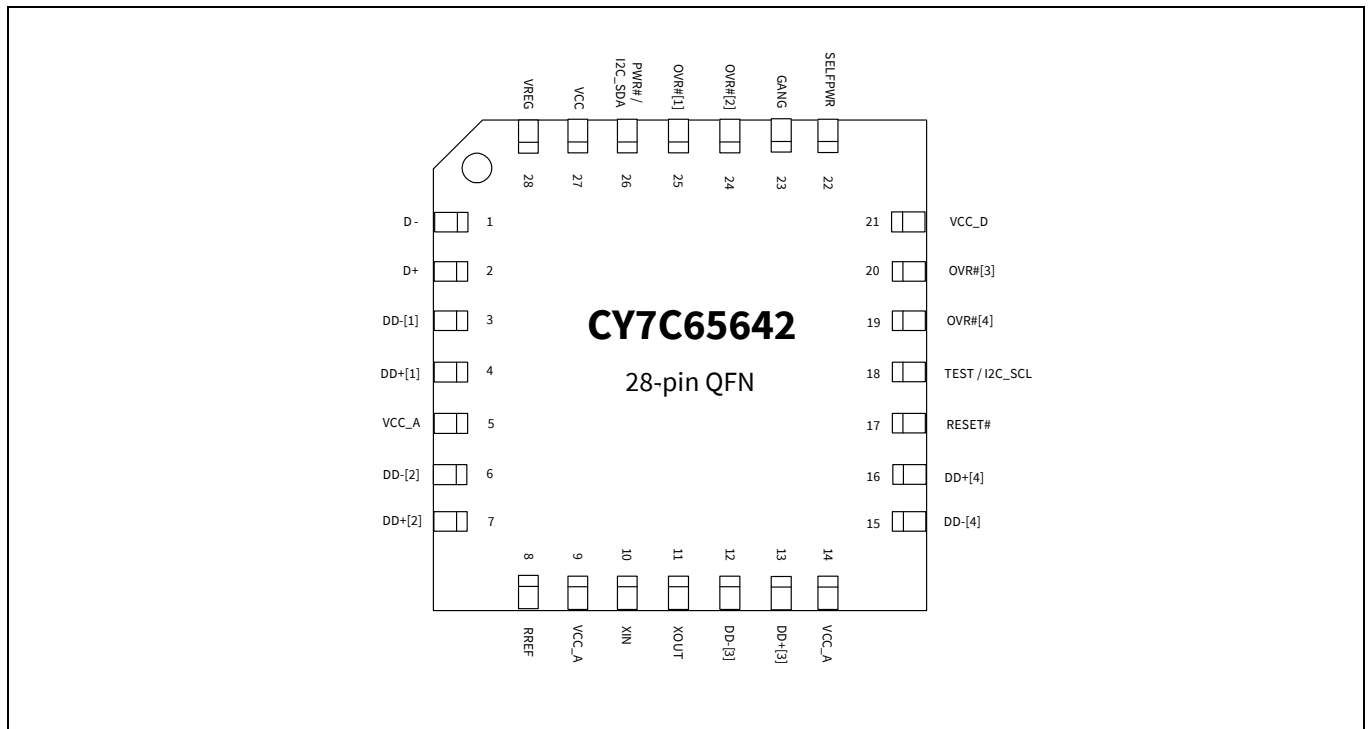 VREG
VCC
PWR# /
I2C_SDA
OVR#[1]
OVR#[2]
GANG
SELFPWR
28
27
26
25
24
23
22
D - 1
D+ 2
DD-[1] 3
DD+[1] 4
VCC_A 5
DD-[2] 6
DD+[2] 7
CY7C65642
28-pin QFN
21 VCC_D
20 OVR#[3]
19 OVR#[4]
18 TEST / I2C_SCL
17 RESET#
16 DD+[4]
15 DD-[4]
8
9
10
11
12
13
14
RREF
VCC_A
XIN
XOUT
DD-[3]
DD+[3]
VCC_A